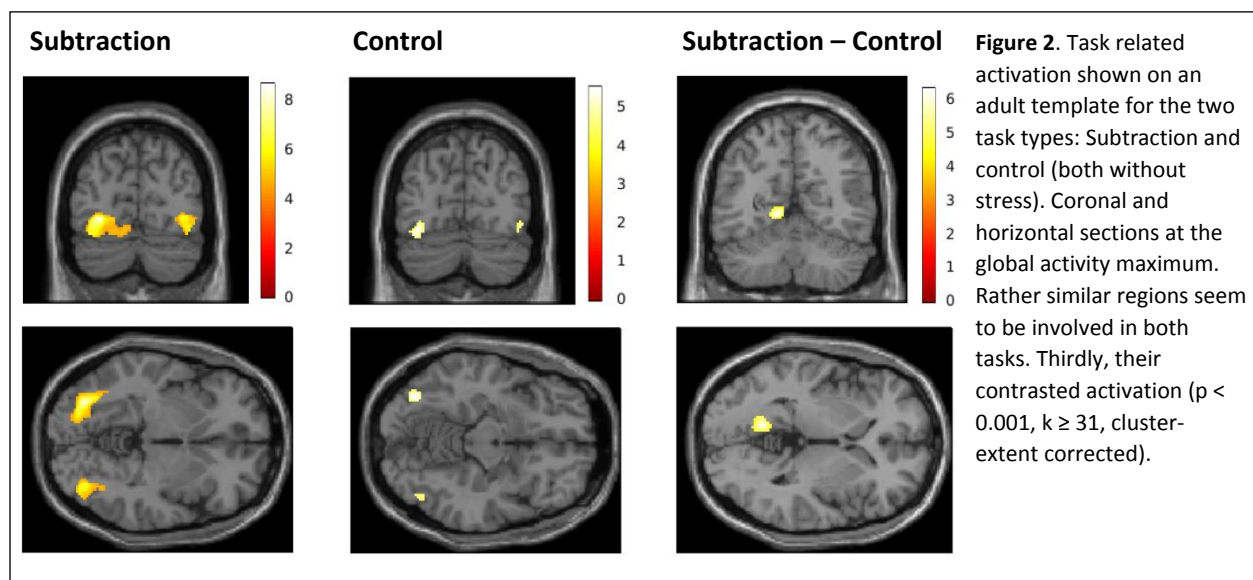 Subtraction
Control
Subtraction – Control
8
6
4
2
0
5
4
3
2
1
0
6
5
4
3
2
1
0
Figure 2. Task related
activation shown on an
adult template for the two
task types: Subtraction and
control (both without
stress). Coronal and
horizontal sections at the
global activity maximum.
Rather similar regions seem
to be involved in both
tasks. Thirdly, their
contrasted activation (p <
0.001, k ≥ 31, cluster-
extent corrected).